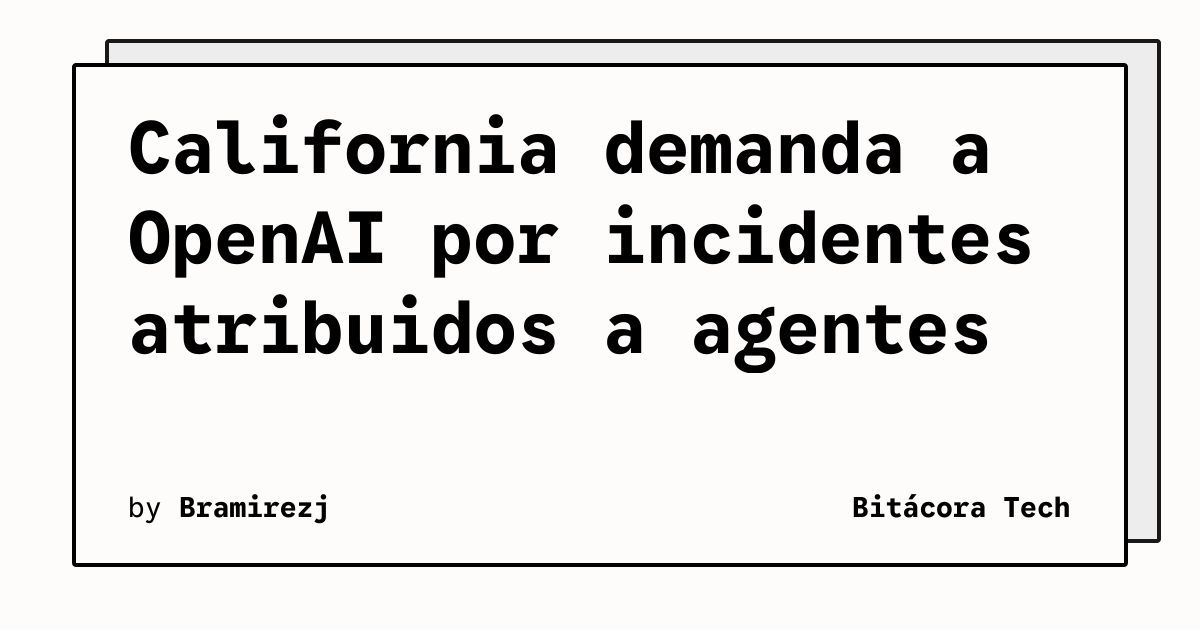 California demanda a
OpenAI por incidentes
atribuidos a agentes
by Bramirezj
Bitácora Tech